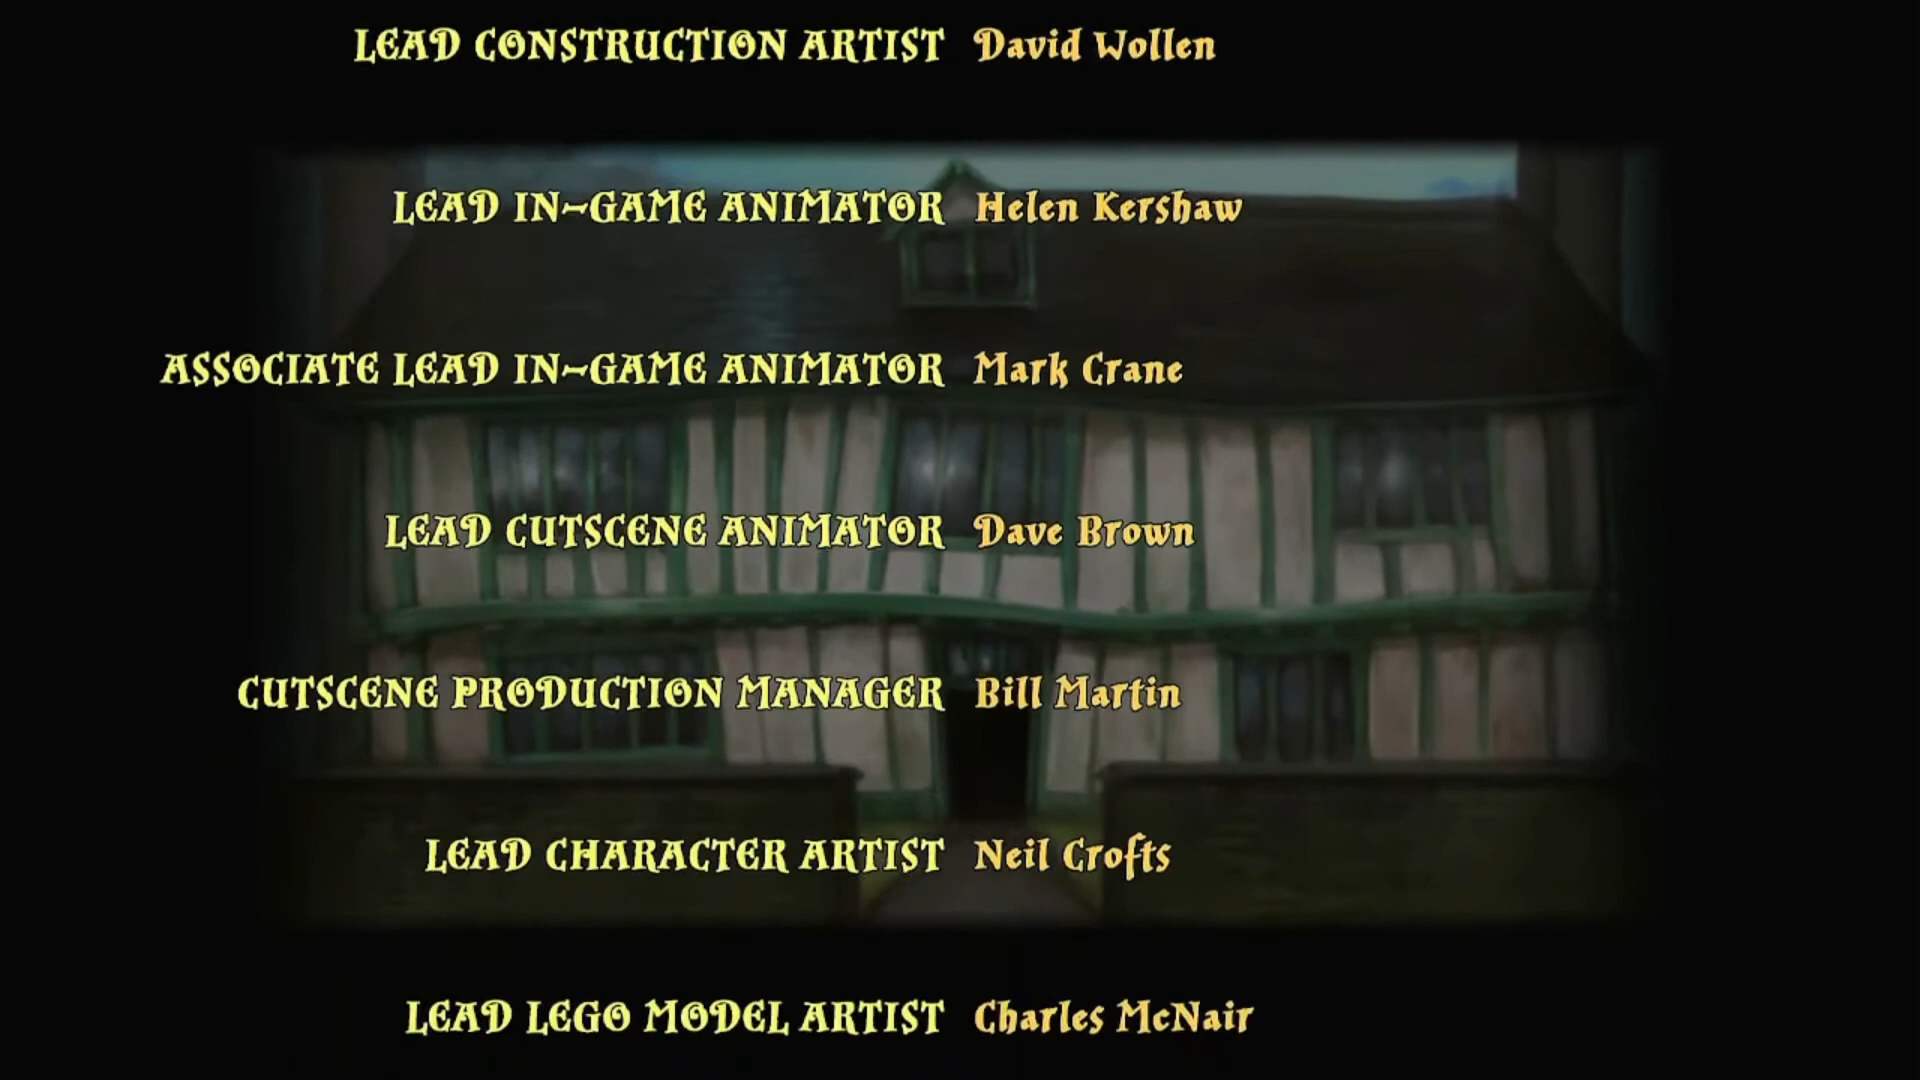 LEAD CONSTRUCTION ARTIST David Wollen
LEAD IN-GAME ANIMATOR Helen Kershaw
ASSOCIATE LEAD IN-GAME ANIMATOR Mark Crane
LEAD CUTSCENE ANIMATOR Dave Brown
CUTSCENE PRODUCTION MANAGER Bill Martin
LEAD CHARACTER ARTIST Neil Crofts
LEAD LEGO MODEL ARTIST Charles McNair